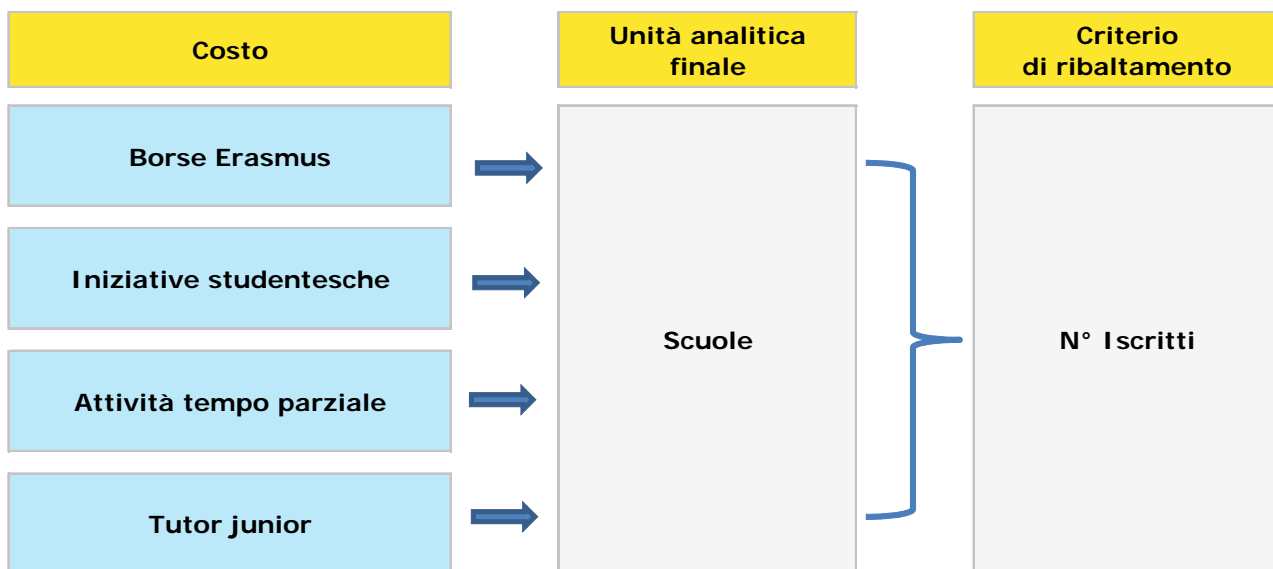 Costo
Unità analitica
finale
Criterio
di ribaltamento
Borse Erasmus
Iniziative studentesche
Attività tempo parziale
Tutor junior
Scuole
N° Iscritti